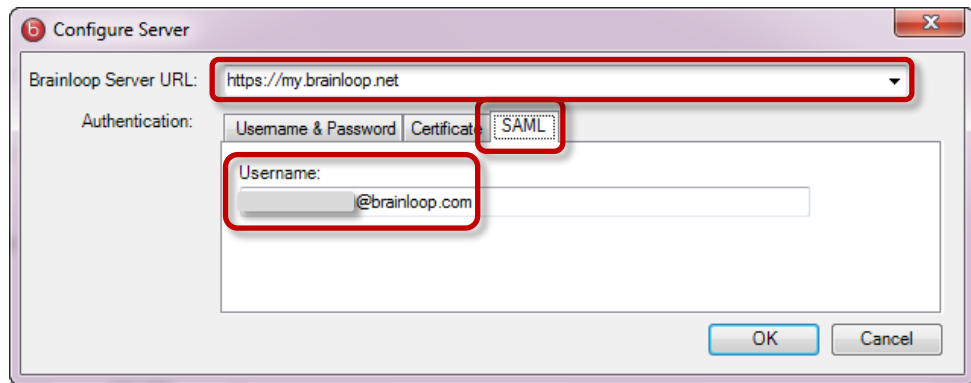 Configure Server
Brainloop Server URL: https://my.brainloop.net
Authentication: Username & Password Certificate SAML
Username:
@brainloop.com
OK Cancel